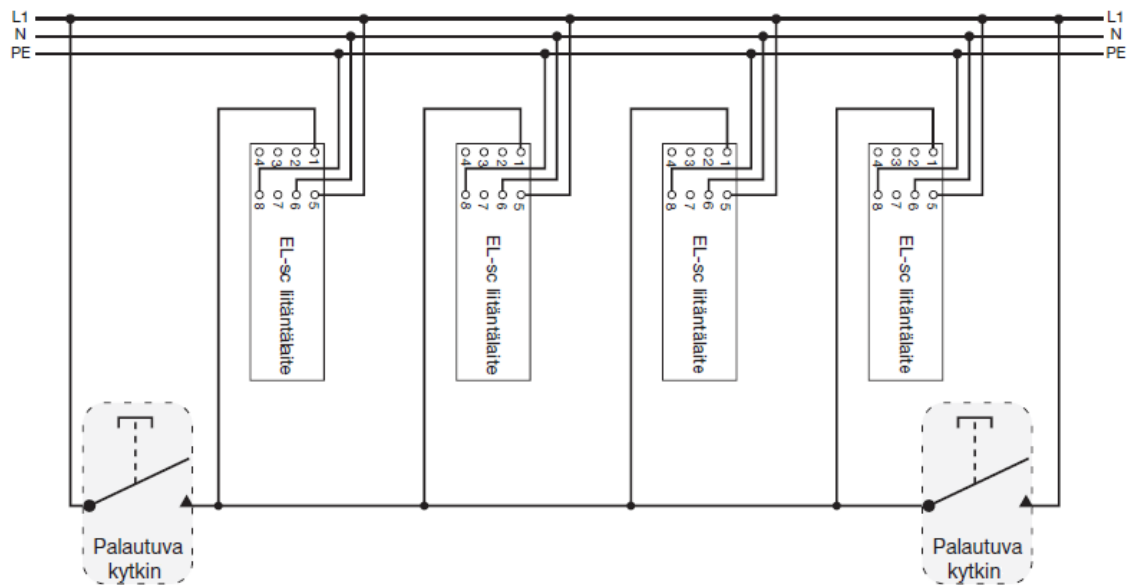 L1 L1
N N
PE PE
4 3 2 1 4 3 2 1 4 3 2 1 4 3 2 1
8 7 6 5 8 7 6 5 8 7 6 5 8 7 6 5
EL-sc liitäntälaite EL-sc liitäntälaite EL-sc liitäntälaite EL-sc liitäntälaite
Palautuva Palautuva
kytkin kytkin